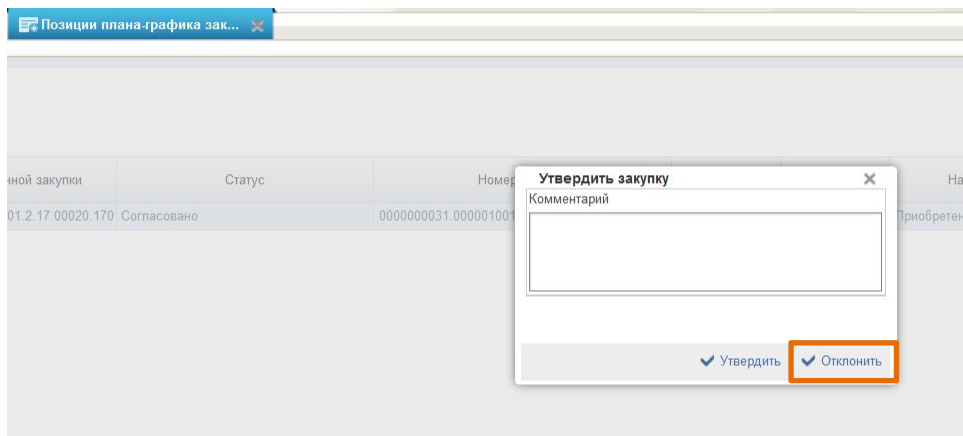 Позиции плана-графика зак...
нной закупки Статус Номер На
01.2.17.00020.170 Согласовано 0000000031.000001001 Приобретен
Утвердить закупку
Комментарий
Утвердить Отклонить